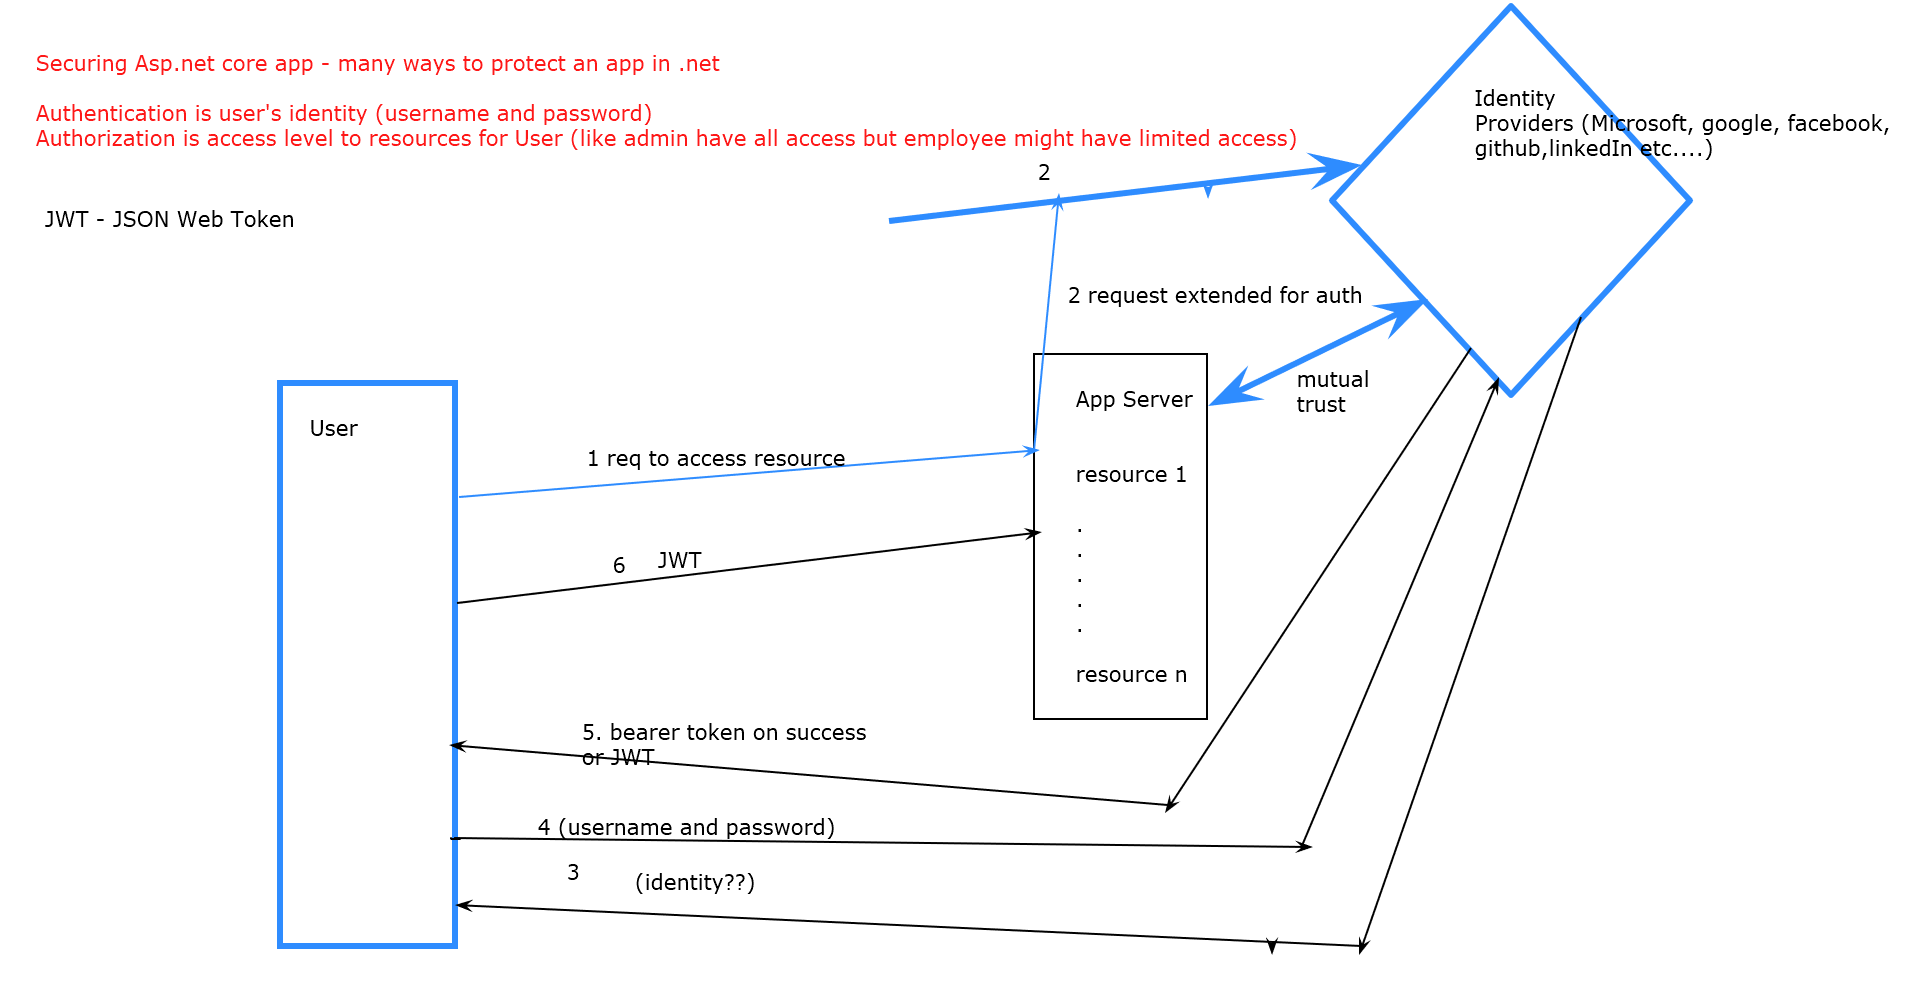 Securing Asp.net core app - many ways to protect an app in .net
Authentication is user's identity (username and password)
Authorization is access level to resources for User (like admin have all access but employee might have limited access)
JWT - JSON Web Token
2
Identity
Providers (Microsoft, google, facebook,
github,linkedIn etc....)
2 request extended for auth
mutual
trust
User
1 req to access resource
App Server
resource 1
.
.
.
.
.
resource n
6 JWT
5. bearer token on success
or JWT
4 (username and password)
3 (identity??)